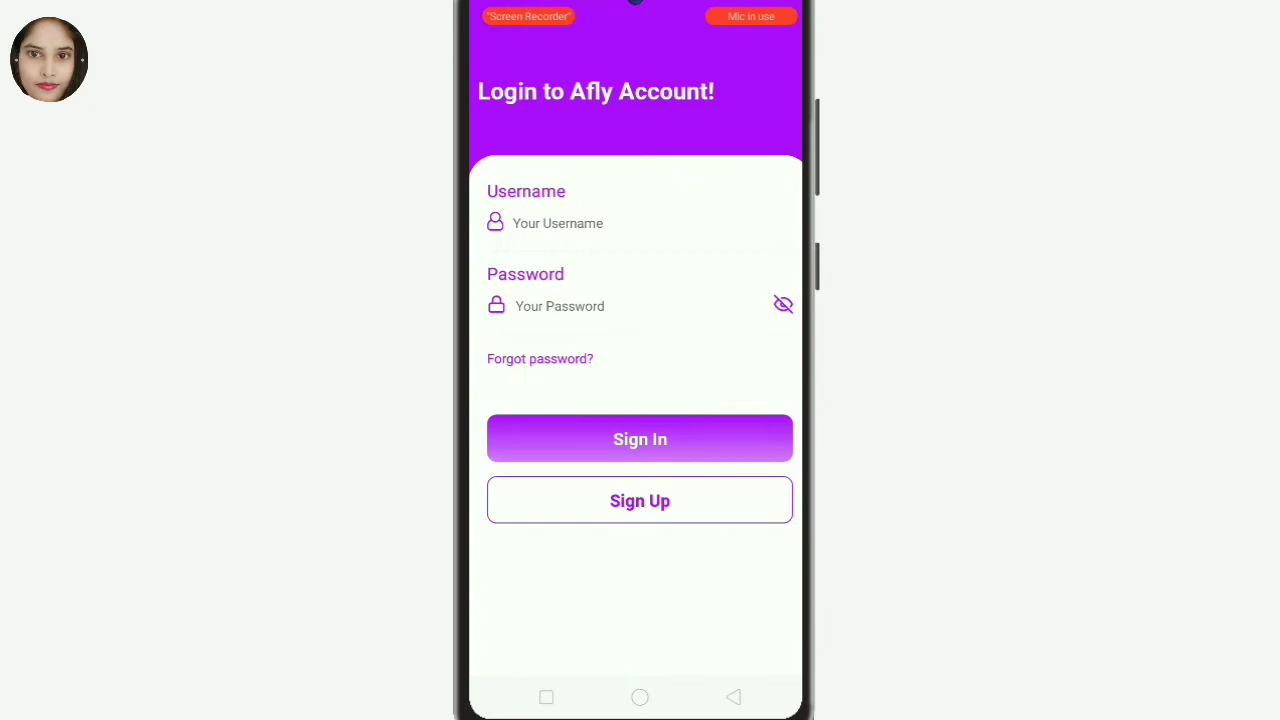 "Screen Recorder"
Mic in use
Login to Afly Account!
Username
Your Username
Password
Your Password
Forgot password?
Sign In
Sign Up